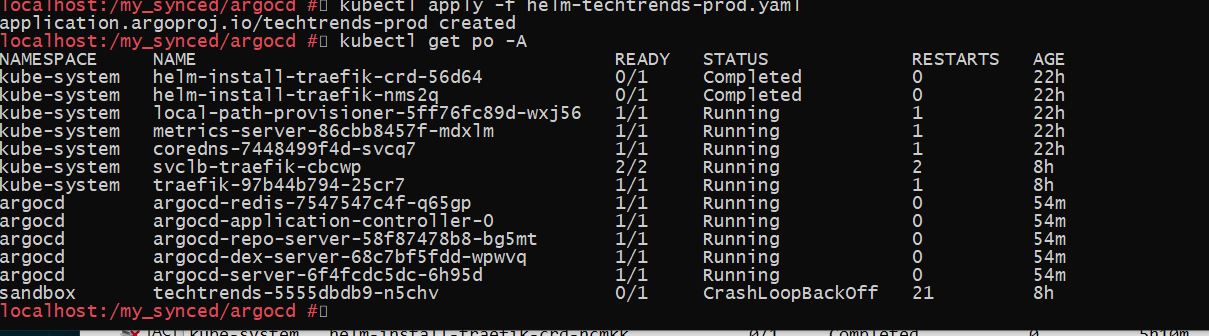 localhost:/my_synced/argocd # kubectl apply -f helm-techtrends-prod.yaml
application.argoproj.io/techtrends-prod created
localhost:/my_synced/argocd # kubectl get po -A
NAMESPACE NAME READY STATUS RESTARTS AGE
kube-system helm-install-traefik-crd-56d64 0/1 Completed 0 22h
kube-system helm-install-traefik-nms2q 0/1 Completed 0 22h
kube-system local-path-provisioner-5ff76fc89d-wxj56 1/1 Running 1 22h
kube-system metrics-server-86cbb8457f-mdxlm 1/1 Running 1 22h
kube-system coredns-7448499f4d-svcq7 1/1 Running 1 22h
kube-system svclb-traefik-cbcwp 2/2 Running 2 8h
kube-system traefik-97b44b794-25cr7 1/1 Running 1 8h
argocd argocd-redis-7547547c4f-q65gp 1/1 Running 0 54m
argocd argocd-application-controller-0 1/1 Running 0 54m
argocd argocd-repo-server-58f87478b8-bg5mt 1/1 Running 0 54m
argocd argocd-dex-server-68c7bf5fdd-wpwvq 1/1 Running 0 54m
argocd argocd-server-6f4fcdc5dc-6h95d 1/1 Running 0 54m
sandbox techtrends-5555dbdb9-n5chv 0/1 CrashLoopBackOff 21 8h
localhost:/my_synced/argocd #
kube-system helm-install-traefik-crd-ncmkk 0/1 Completed 0 5h10m